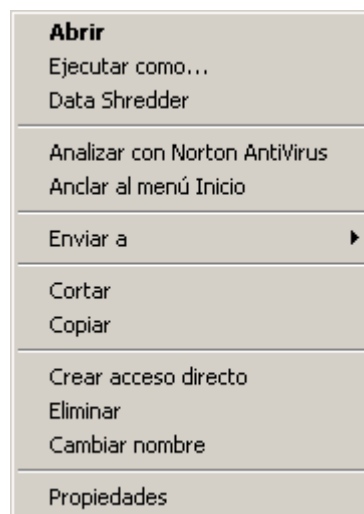 Abrir
Ejecutar como...
Data Shredder
Analizar con Norton AntiVirus
Anclar al menú Inicio
Enviar a
Cortar
Copiar
Crear acceso directo
Eliminar
Cambiar nombre
Propiedades